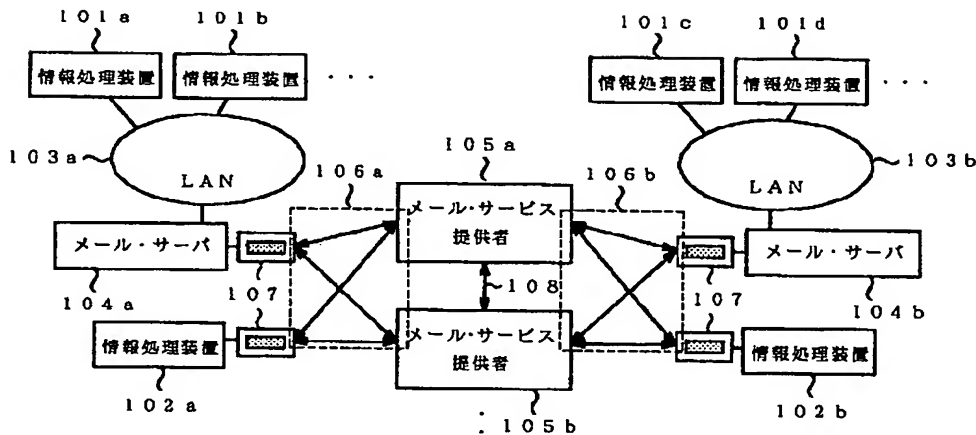 101a
101b
101c
101d
情報処理装置
情報処理装置
・・・
情報処理装置
情報処理装置
・・・
103a
LAN
105a
LAN
103b
106a
106b
メール・サービス
提供者
メール・サーバ
メール・サーバ
107
108
107
104a
104b
メール・サービス
提供者
情報処理装置
情報処理装置
102a
105b
102b